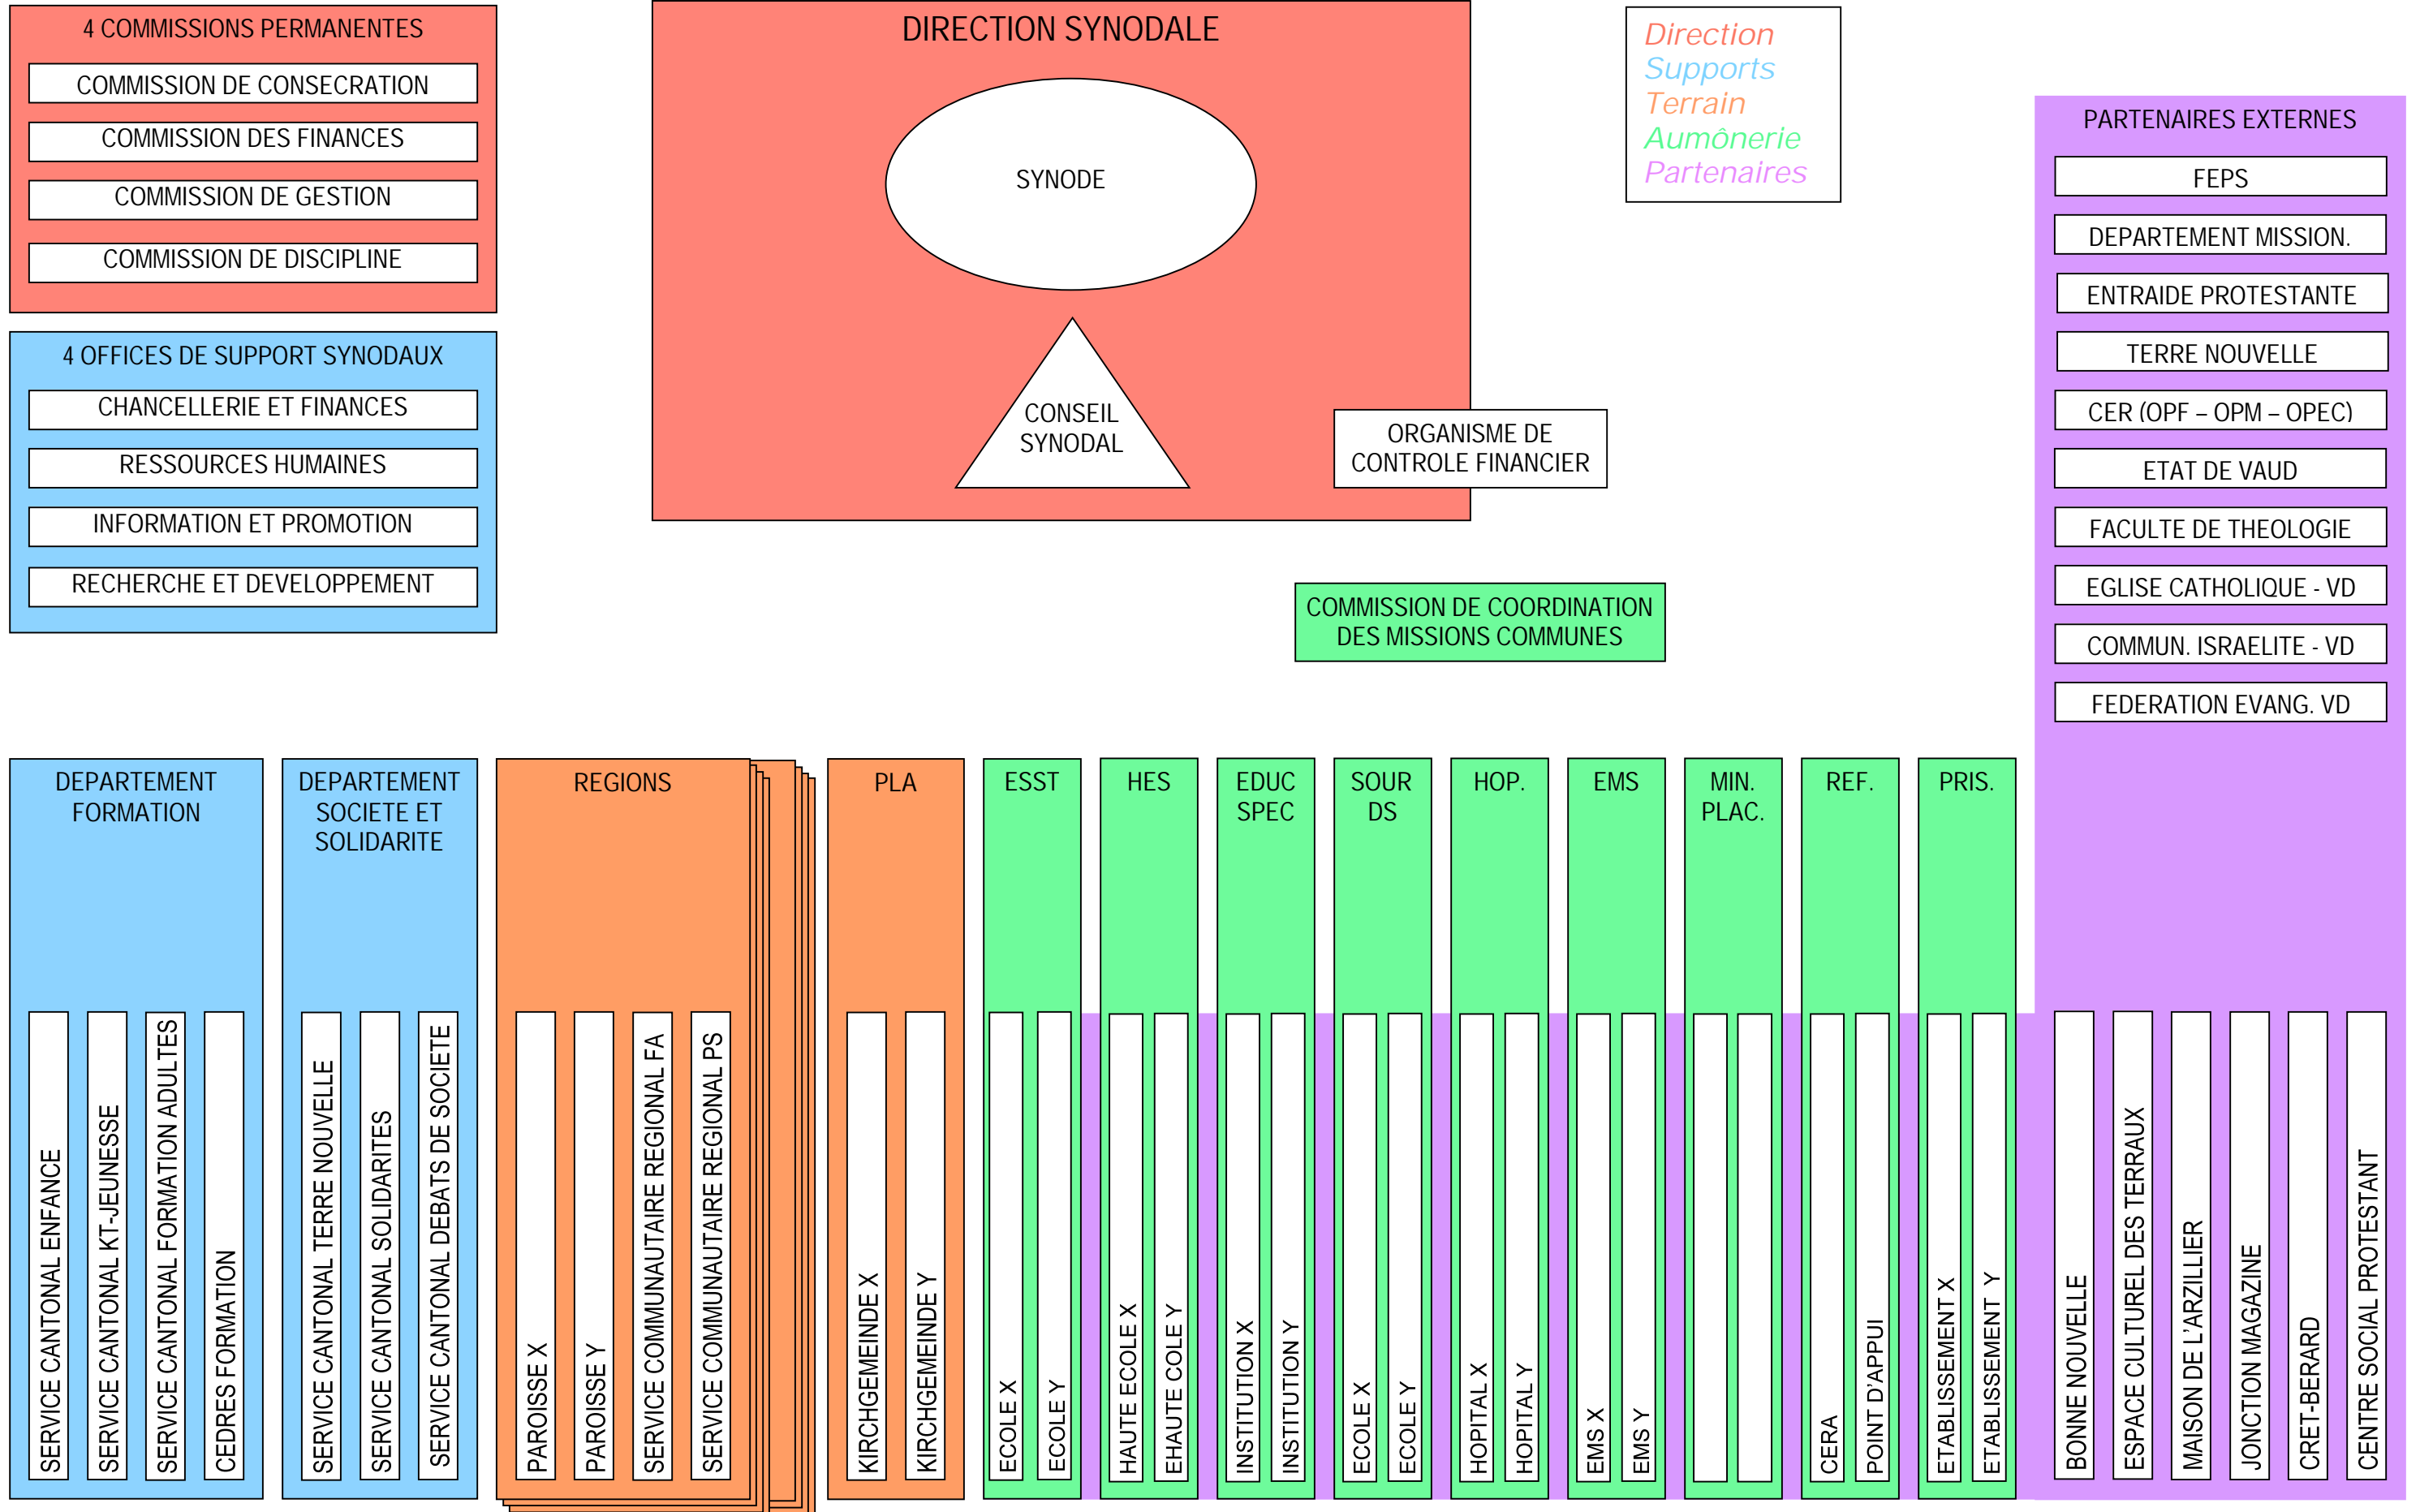 4 COMMISSIONS PERMANENTES
COMMISSION DE CONSECRATION
COMMISSION DES FINANCES
COMMISSION DE GESTION
COMMISSION DE DISCIPLINE
4 OFFICES DE SUPPORT SYNODAUX
CHANCELLERIE ET FINANCES
RESSOURCES HUMAINES
INFORMATION ET PROMOTION
RECHERCHE ET DEVELOPPEMENT
DIRECTION SYNODALE
SYNODE
CONSEIL
SYNODAL
ORGANISME DE
CONTROLE FINANCIER
Direction
Supports
Terrain
Aumônerie
Partenaires
COMMISSION DE COORDINATION
DES MISSIONS COMMUNES
PARTENAIRES EXTERNES
FEPS
DEPARTEMENT MISSION.
ENTRAIDE PROTESTANTE
TERRE NOUVELLE
CER (OPF – OPM – OPEC)
ETAT DE VAUD
FACULTE DE THEOLOGIE
EGLISE CATHOLIQUE - VD
COMMUN. ISRAELITE - VD
FEDERATION EVANG. VD
DEPARTEMENT
FORMATION
SERVICE CANTONAL ENFANCE
SERVICE CANTONAL KT-JEUNESSE
SERVICE CANTONAL FORMATION ADULTES
CEDRES FORMATION
DEPARTEMENT
SOCIETE ET
SOLIDARITE
SERVICE CANTONAL TERRE NOUVELLE
SERVICE CANTONAL SOLIDARITES
SERVICE CANTONAL DEBATS DE SOCIETE
REGIONS
PAROISSE X
PAROISSE Y
SERVICE COMMUNAUTAIRE REGIONAL FA
SERVICE COMMUNAUTAIRE REGIONAL PS
PLA
KIRCHGEMEINDE X
KIRCHGEMEINDE Y
ESST
ECOLE X
ECOLE Y
HES
HAUTE ECOLE X
EHAUTE COLE Y
EDUC
SPEC
INSTITUTION X
INSTITUTION Y
SOUR
DS
ECOLE X
ECOLE Y
HOP.
HOPITAL X
HOPITAL Y
EMS
EMS X
EMS Y
MIN.
PLAC.
REF.
CERA
POINT D'APPUI
PRIS.
ETABLISSEMENT X
ETABLISSEMENT Y
BONNE NOUVELLE
ESPACE CULTUREL DES TERRAUX
MAISON DE L'ARZILLIER
JONCTION MAGAZINE
CRET-BERARD
CENTRE SOCIAL PROTESTANT